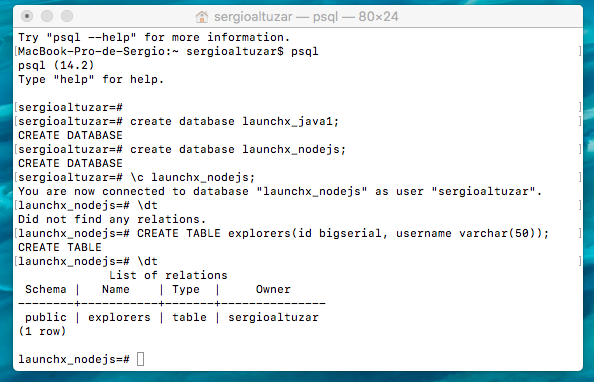 sergioaltuzar — psql — 80×24
Try "psql --help" for more information.
[MacBook-Pro-de-Sergio:~ sergioaltuzar$ psql ]
psql (14.2)
Type "help" for help.

[sergioaltuzar=# ]
[sergioaltuzar=# create database launchx_java1; ]
CREATE DATABASE
[sergioaltuzar=# create database launchx_nodejs; ]
CREATE DATABASE
[sergioaltuzar=# \c launchx_nodejs; ]
You are now connected to database "launchx_nodejs" as user "sergioaltuzar".
[launchx_nodejs=# \dt ]
Did not find any relations.
[launchx_nodejs=# CREATE TABLE explorers(id bigserial, username varchar(50)); ]
CREATE TABLE
[launchx_nodejs=# \dt ]
             List of relations
 Schema |   Name    | Type  |     Owner
--------+-----------+-------+---------------
 public | explorers | table | sergioaltuzar
(1 row)

launchx_nodejs=#